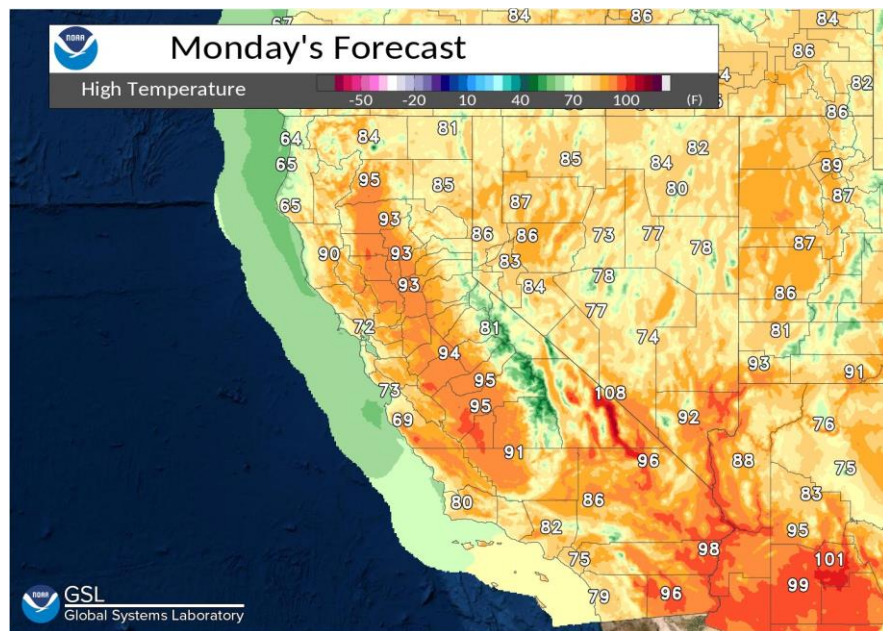 67 84 86 84
NOAA
Monday's Forecast
86
High Temperature
-50 -20 10 40 70 100 (F)
82
86
64 84 81 82
65 85 84 89
95 85 80 87
65 87
93
90 93 86 86 73 77 78 87
83
93 84 78 86
72 81 77 74 81
94 93 91
73 95 108
69 95 92 76
91 96 88 75
80 86 83
82 95
75 98 101
79 96 99
NOAA
GSL
Global Systems Laboratory